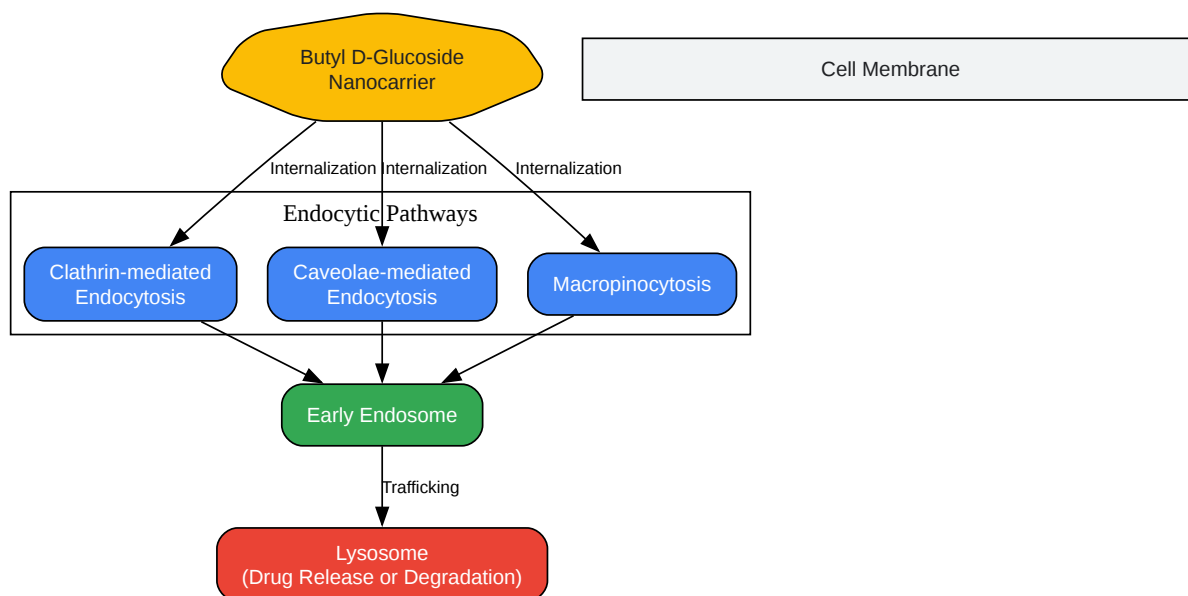 Butyl D-Glucoside
Nanocarrier
Cell Membrane
Internalization
Internalization
Internalization
Endocytic Pathways
Clathrin-mediated
Endocytosis
Caveolae-mediated
Endocytosis
Macropinocytosis
Early Endosome
Trafficking
Lysosome
(Drug Release or Degradation)